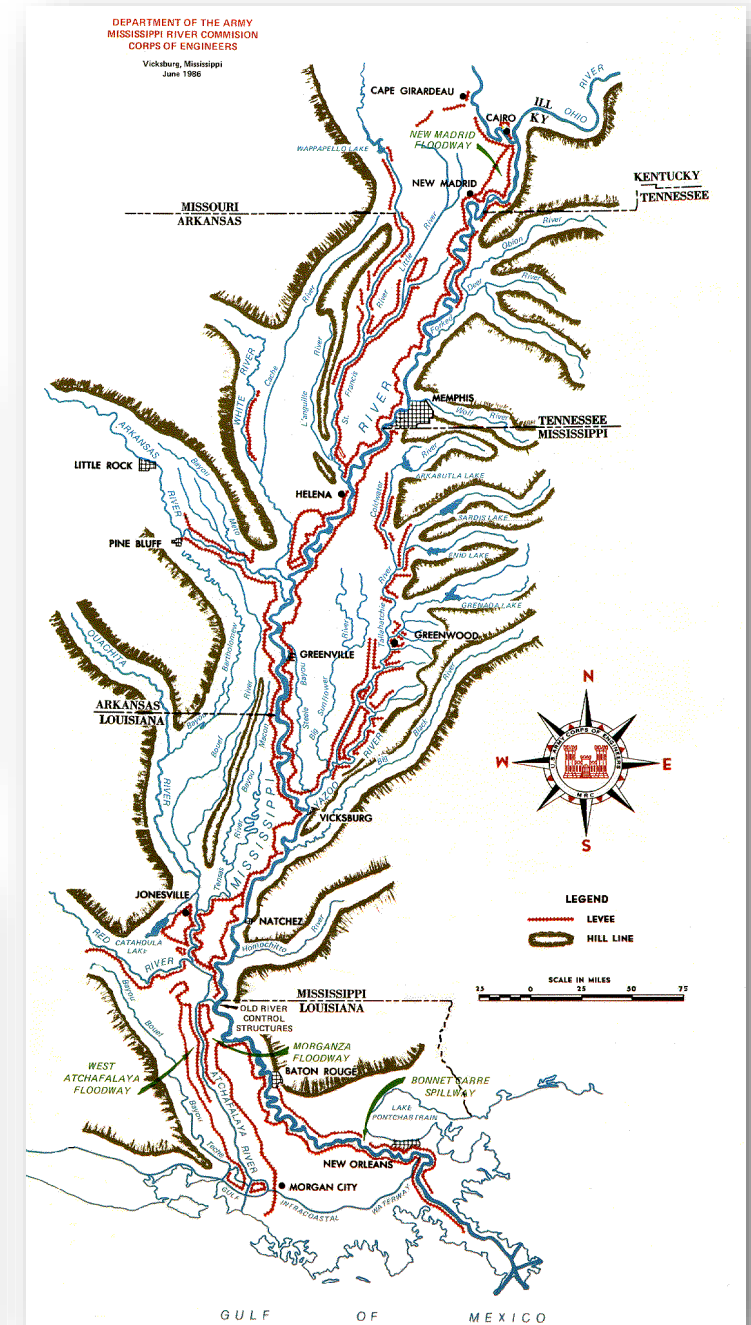 DEPARTMENT OF THE ARMY
MISSISSIPPI RIVER COMMISION
CORPS OF ENGINEERS
Vicksburg, Mississippi
June 1986
CAPE GIRARDEAU
ILL
KY
OHIO
RIVER
CAIRO
NEW MADRID
FLOODWAY
WAPPAPELLO LAKE
NEW MADRID
KENTUCKY
TENNESSEE
MISSOURI
ARKANSAS
River
Obion
River
Little
River
River
River
Deer
Forked
WHITE RIVER
Cache
River
L'anguille
St. Francis
RIVER
MEMPHIS
Wolf River
TENNESSEE
MISSISSIPPI
ARKANSAS
RIVER
Bayou
Meto
LITTLE ROCK
River
ARKABUTLA LAKE
HELENA
Coldwater
River
SARDIS LAKE
PINE BLUFF
ENID LAKE
GRENADA LAKE
Tallahatchie
OUACHITA
RIVER
Bartholomew
Bayou
River
GREENWOOD
GREENVILLE
Steele
Bayou
Big
Sunflower
River
Big
Black
River
ARKANSAS
LOUISIANA
Boeuf
River
Bayou
Macon
YAZOO
RIVER
N
W
E
S
U.S. ARMY CORPS OF ENGINEERS
MRC
MISSISSIPPI
VICKSBURG
Tensas
River
JONESVILLE
LEGEND
LEVEE
HILL LINE
NATCHEZ
RED
RIVER
CATAHOULA
LAKE
Homochitto
River
SCALE IN MILES
25 0 25 50 75
MISSISSIPPI
LOUISIANA
OLD RIVER
CONTROL
STRUCTURES
Bayou
Bouef
MORGANZA
FLOODWAY
WEST
ATCHAFALAYA
FLOODWAY
BATON ROUGE
BONNET CARRE
SPILLWAY
ATCHAFALAYA
RIVER
LAKE
PONTCHARTRAIN
Bayou
Teche
NEW ORLEANS
MORGAN CITY
GULF
INTRACOASTAL
WATERWAY
GULF OF MEXICO